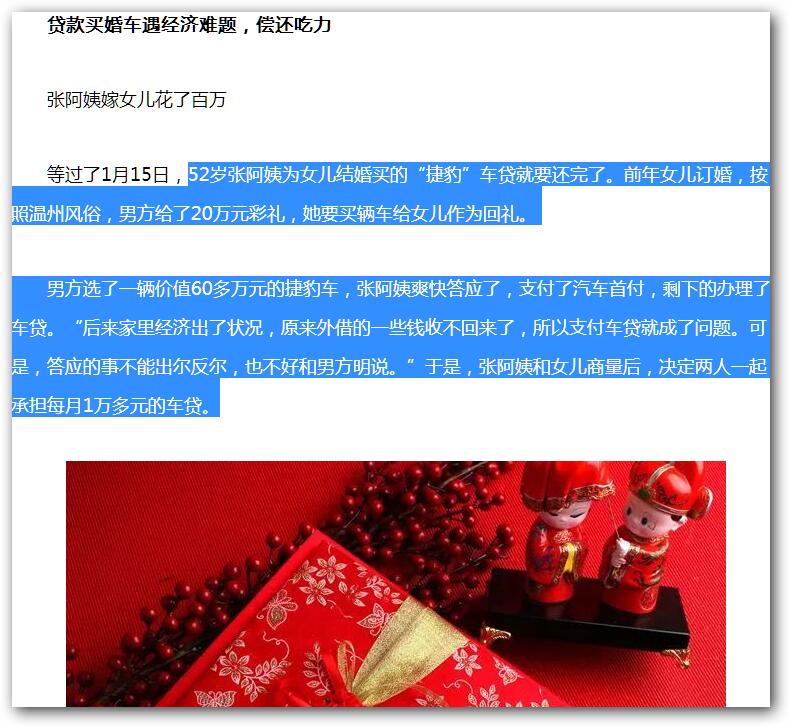 贷款买婚车遇经济难题，偿还吃力
张阿姨嫁女儿花了百万
等过了1月15日，52岁张阿姨为女儿结婚买的“捷豹”车贷就要还完了。前年女儿订婚，按
照温州风俗，男方给了20万元彩礼，她要买辆车给女儿作为回礼。
男方选了一辆价值60多万元的捷豹车，张阿姨爽快答应了，支付了汽车首付，剩下的办理了
车贷。“后来家里经济出了状况，原来外借的一些钱收不回来了，所以支付车贷就成了问题。可
是，答应的事不能出尔反尔，也不好和男方明说。”于是，张阿姨和女儿商量后，决定两人一起
承担每月1万多元的车贷。